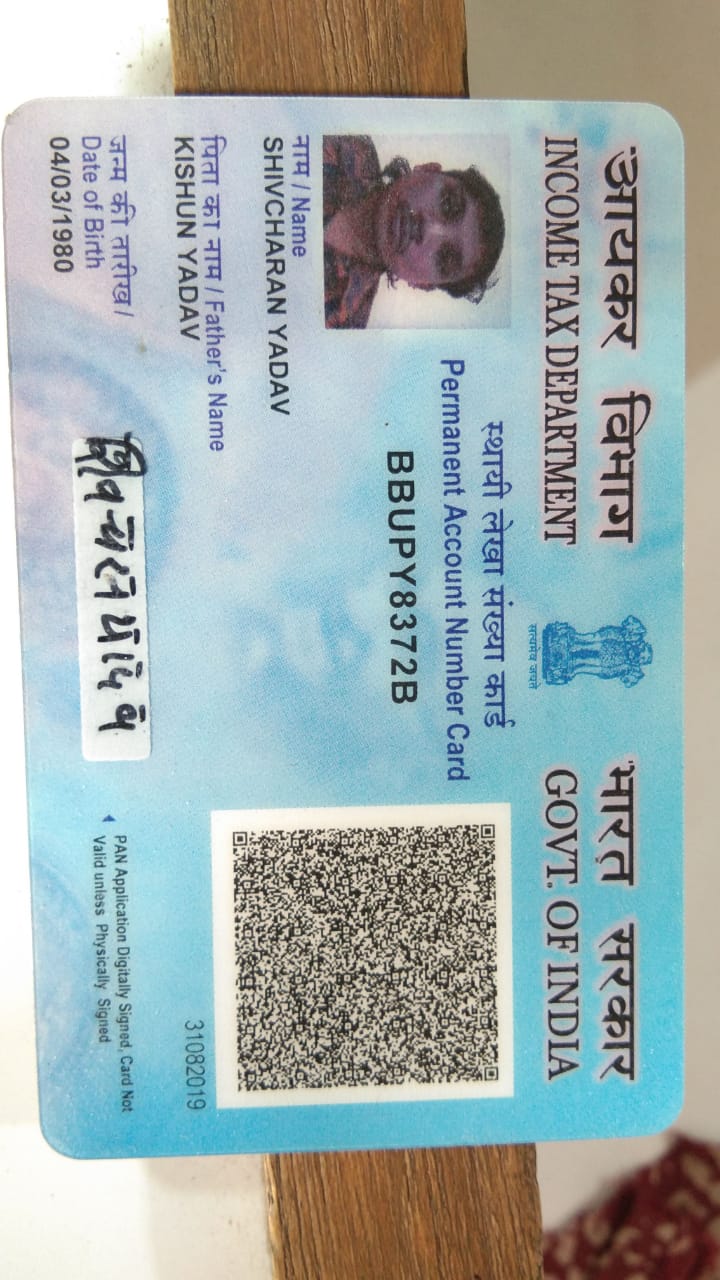 आयकर विभाग
INCOME TAX DEPARTMENT
सत्यमेव जयते
भारत सरकार
GOVT. OF INDIA
स्थायी लेखा संख्या कार्ड
Permanent Account Number Card
BBUPY8372B
नाम / Name
SHIVCHARAN YADAV
पिता का नाम / Father's Name
KISHUN YADAV
जन्म की तारीख /
Date of Birth
04/03/1980
31082019
PAN Application Digitally Signed, Card Not
Valid unless Physically Signed